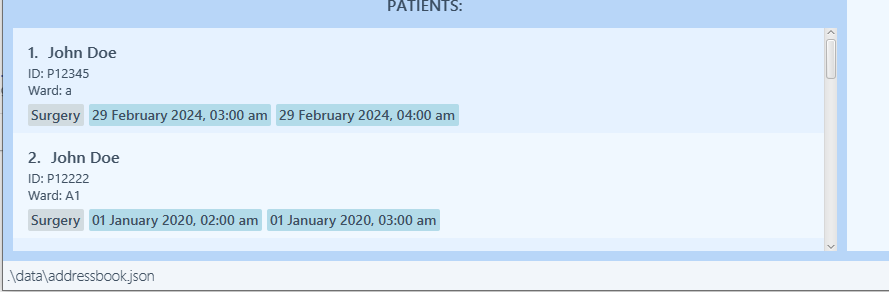 PATIENTS:
1. John Doe
ID: P12345
Ward: a
Surgery 29 February 2024, 03:00 am 29 February 2024, 04:00 am
2. John Doe
ID: P12222
Ward: A1
Surgery 01 January 2020, 02:00 am 01 January 2020, 03:00 am
.\data\addressbook.json